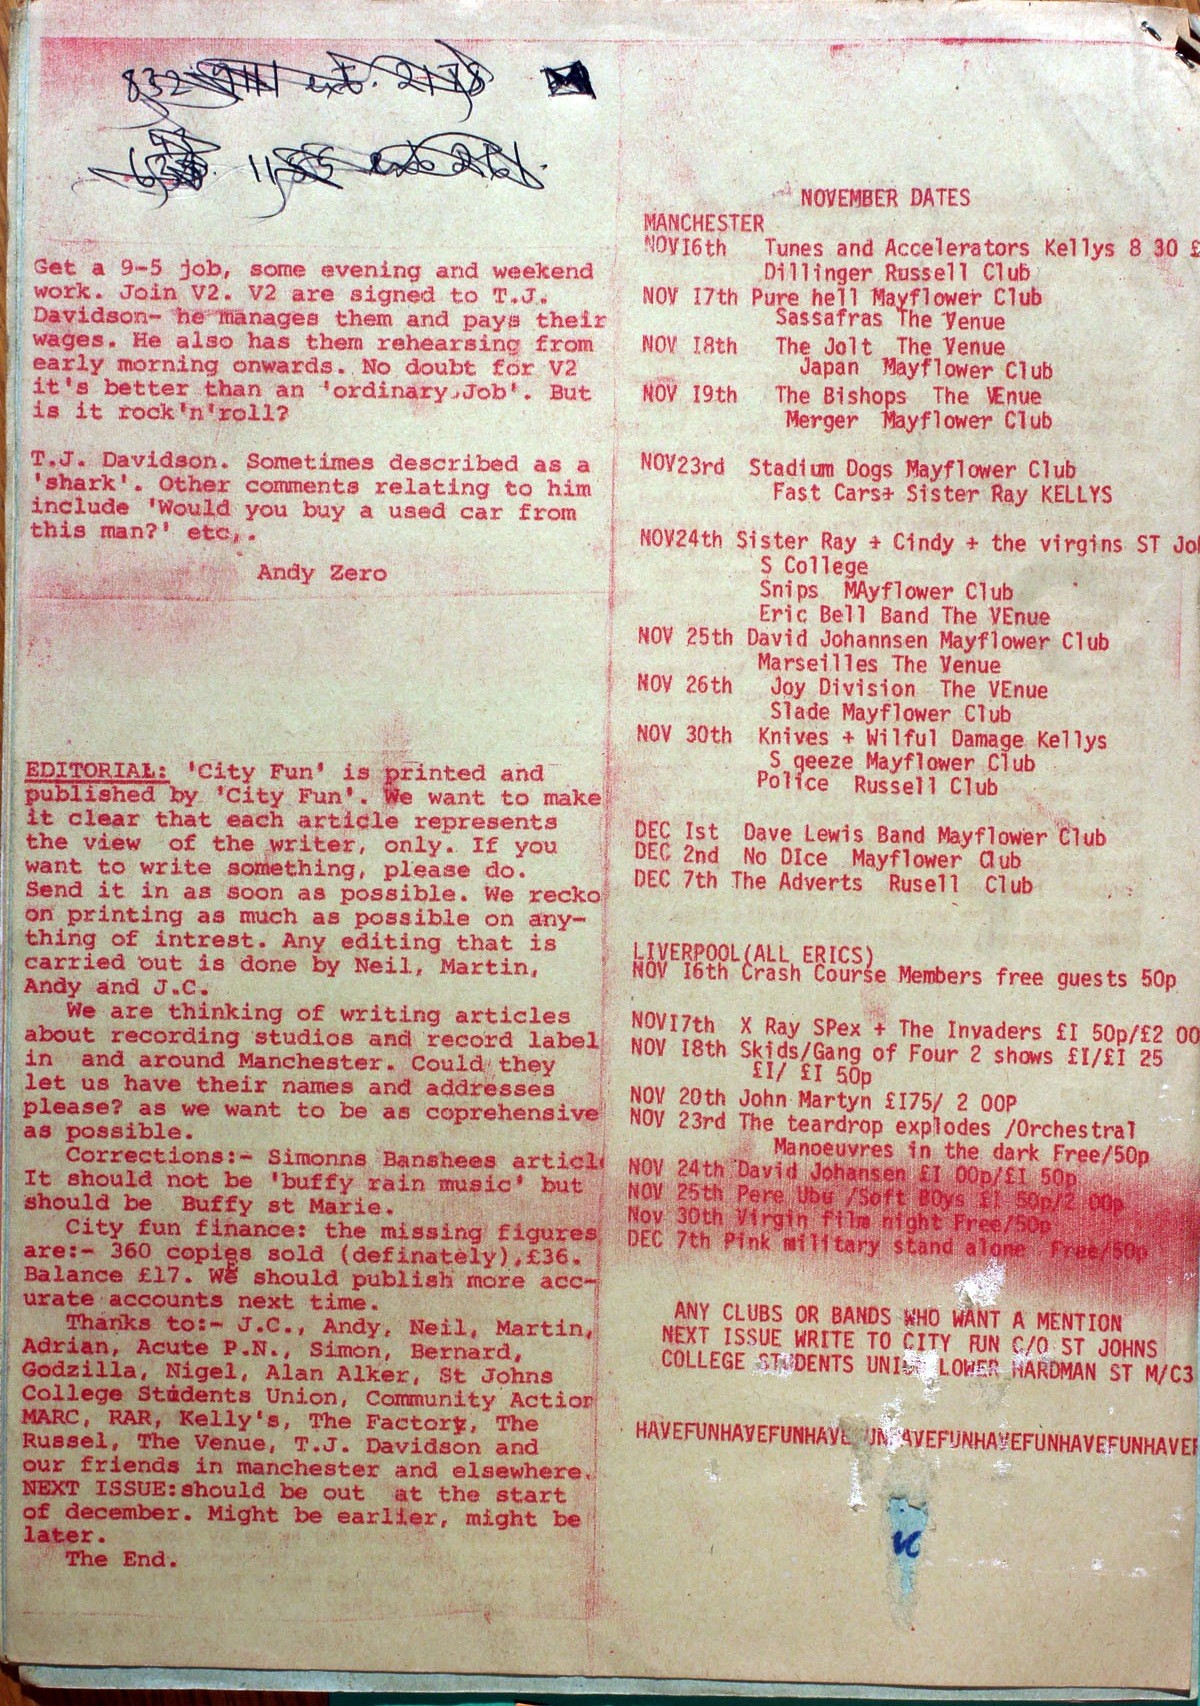 Get a 9-5 job, some evening and weekend
work. Join V2. V2 are signed to T.J.
Davidson- he manages them and pays their
wages. He also has them rehearsing from
early morning onwards. No doubt for V2
it's better than an 'ordinary Job'. But
is it rock'n'roll?
T.J. Davidson. Sometimes described as a
'shark'. Other comments relating to him
include 'Would you buy a used car from
this man?' etc,.
Andy Zero
EDITORIAL: 'City Fun' is printed and
published by 'City Fun'. We want to make
it clear that each article represents
the view of the writer, only. If you
want to write something, please do.
Send it in as soon as possible. We recko
on printing as much as possible on any-
thing of intrest. Any editing that is
carried out is done by Neil, Martin,
Andy and J.C.
We are thinking of writing articles
about recording studios and record label
in and around Manchester. Could they
let us have their names and addresses
please? as we want to be as coprehensive
as possible.
Corrections:- Simonns Banshees articl
It should not be 'buffy rain music' but
should be Buffy st Marie.
City fun finance: the missing figures
are:- 360 copies sold (definately),£36.
Balance £17. We should publish more acc-
urate accounts next time.
Thanks to:- J.C., Andy, Neil, Martin,
Adrian, Acute P.N., Simon, Bernard,
Godzilla, Nigel, Alan Alker, St Johns
College Students Union, Community Action
MARC, RAR, Kelly's, The Factory, The
Russel, The Venue, T.J. Davidson and
our friends in manchester and elsewhere.
NEXT ISSUE:should be out at the start
of december. Might be earlier, might be
later.
The End.
NOVEMBER DATES
MANCHESTER
NOVI6th Tunes and Accelerators Kellys 8 30 £
Dillinger Russell Club
NOV I7th Pure hell Mayflower Club
Sassafras The Venue
NOV I8th The Jolt The Venue
Japan Mayflower Club
NOV I9th The Bishops The VEnue
Merger Mayflower Club
NOV23rd Stadium Dogs Mayflower Club
Fast Cars+ Sister Ray KELLYS
NOV24th Sister Ray + Cindy + the virgins ST Joh
S College
Snips MAyflower Club
Eric Bell Band The VEnue
NOV 25th David Johannsen Mayflower Club
Marseilles The Venue
NOV 26th Joy Division The VEnue
Slade Mayflower Club
NOV 30th Knives + Wilful Damage Kellys
S qeeze Mayflower Club
Police Russell Club
DEC Ist Dave Lewis Band Mayflower Club
DEC 2nd No DIce Mayflower Club
DEC 7th The Adverts Rusell Club
LIVERPOOL(ALL ERICS)
NOV I6th Crash Course Members free guests 50p
NOVI7th X Ray SPex + The Invaders £I 50p/£2 00
NOV I8th Skids/Gang of Four 2 shows £I/£I 25
£I/ £I 50p
NOV 20th John Martyn £I75/ 2 OOP
NOV 23rd The teardrop explodes /Orchestral
Manoeuvres in the dark Free/50p
NOV 24th David Johansen £I 00p/£I 50p
NOV 25th Pere Ubu /Soft BOys £I 50p/2 00p
Nov 30th Virgin film night Free/50p
DEC 7th Pink military stand alone Free/50p
ANY CLUBS OR BANDS WHO WANT A MENTION
NEXT ISSUE WRITE TO CITY FUN C/O ST JOHNS
COLLEGE STUDENTS UNION LOWER HARDMAN ST M/C3
HAVEFUNHAVEFUNHAVE UNHAVEFUNHAVEFUNHAVEFUNHAVEF